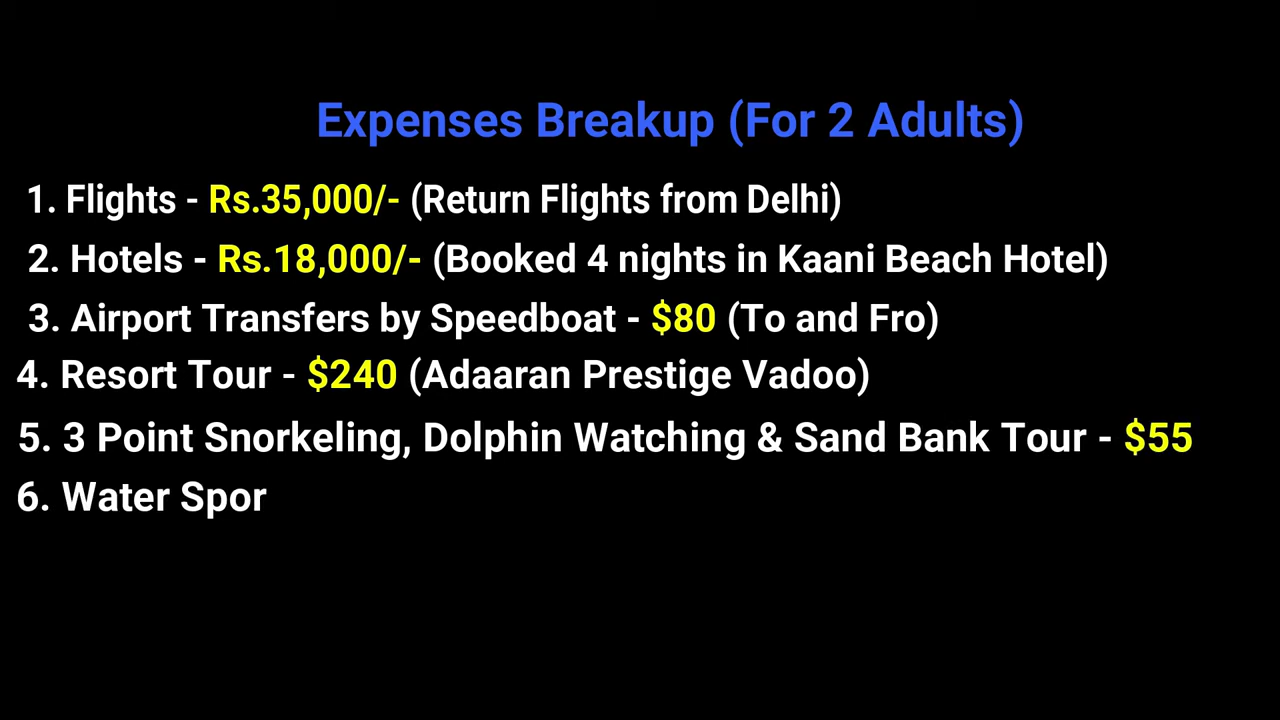 Expenses Breakup (For 2 Adults)
1. Flights - Rs.35,000/- (Return Flights from Delhi)
2. Hotels - Rs.18,000/- (Booked 4 nights in Kaani Beach Hotel)
3. Airport Transfers by Speedboat - $80 (To and Fro)
4. Resort Tour - $240 (Adaaran Prestige Vadoo)
5. 3 Point Snorkeling, Dolphin Watching & Sand Bank Tour - $55
6. Water Spor